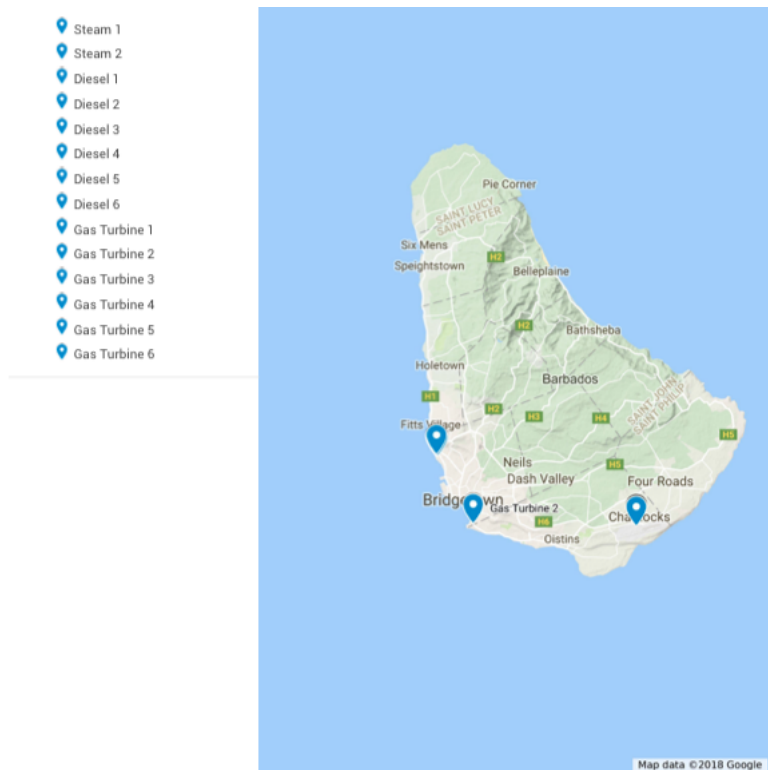 Steam 1
Steam 2
Diesel 1
Diesel 2
Diesel 3
Diesel 4
Diesel 5
Diesel 6
Gas Turbine 1
Gas Turbine 2
Gas Turbine 3
Gas Turbine 4
Gas Turbine 5
Gas Turbine 6
Pie Corner
SAINT LUCY
SAINT PETER
Six Mens
H2
Speightstown
Belleplaine
H2
Bathsheba
Holetown
Barbados
SAINT JOHN
SAINT PHILIP
H1
H2
H3
H4
Fitts Village
H5
Neils
H5
Dash Valley
Four Roads
Gas Turbine 2
H6
Oistins
Map data ©2018 Google